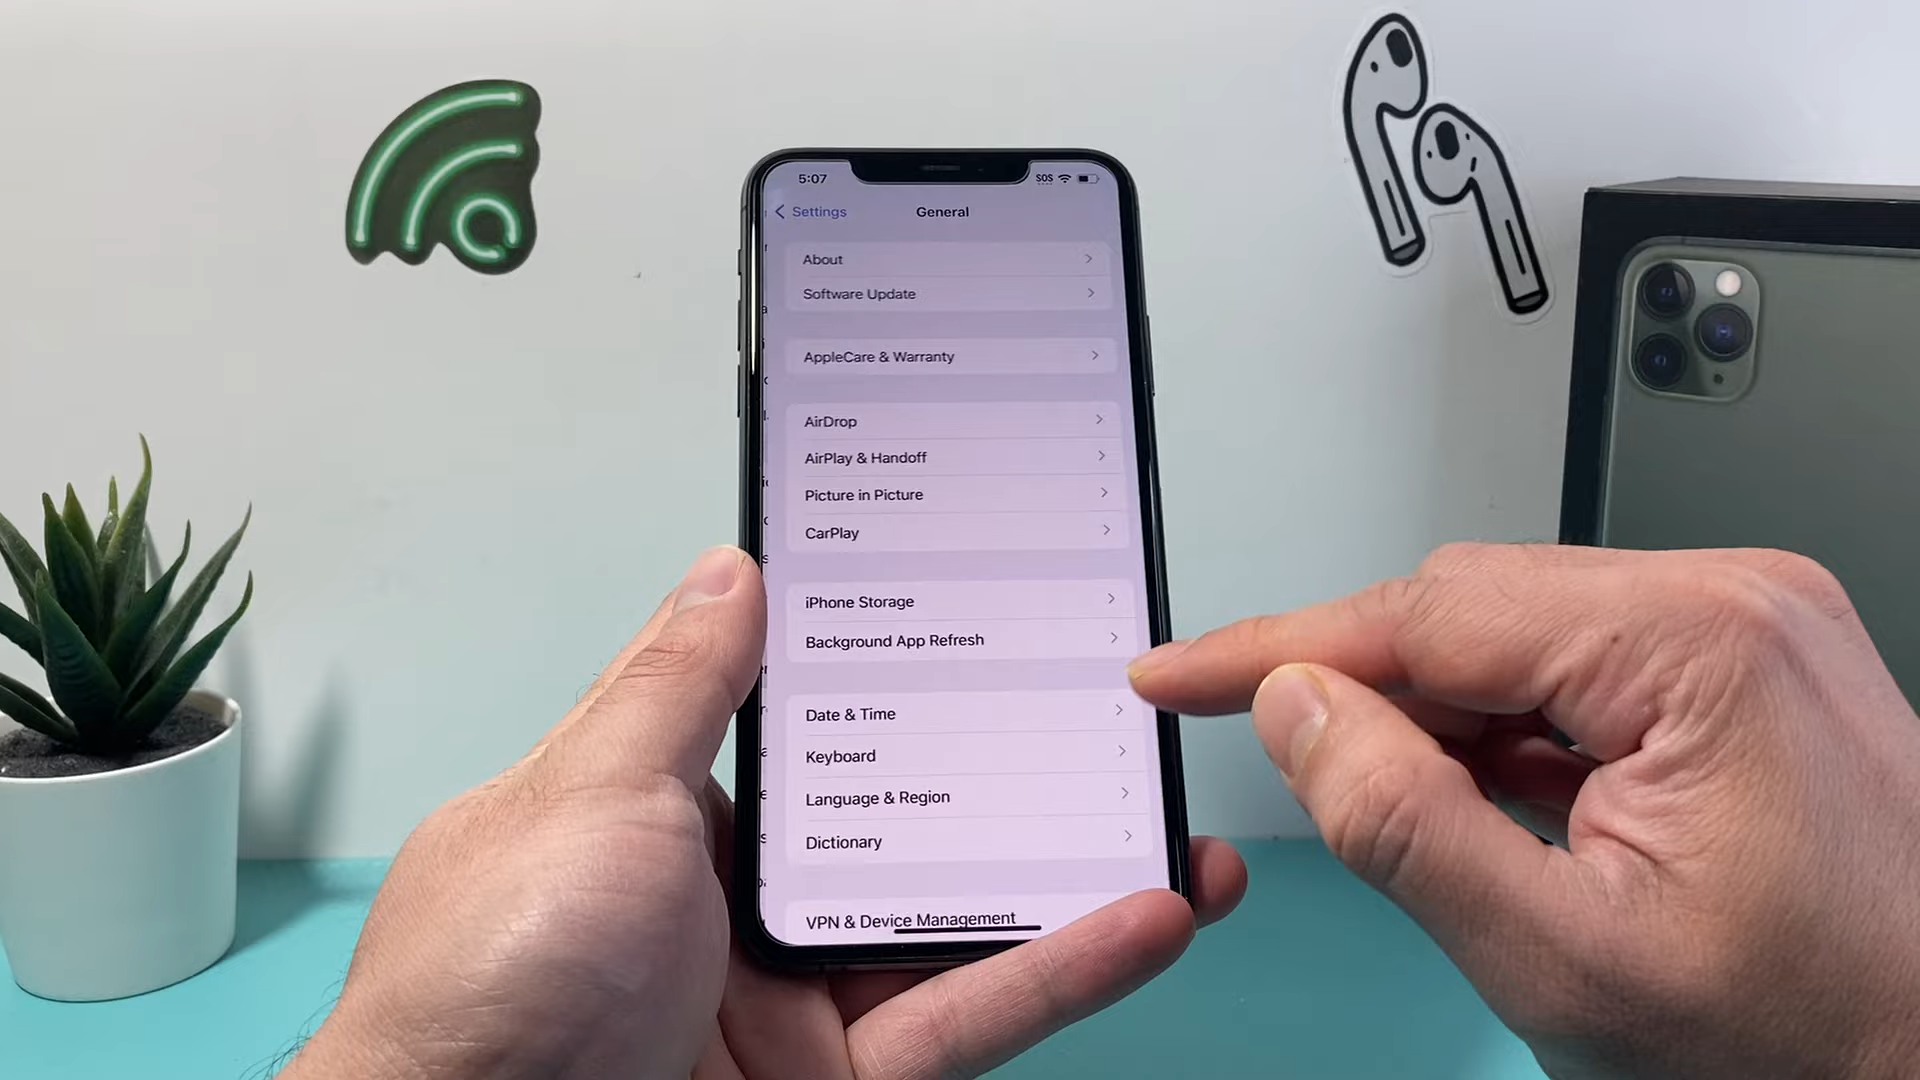 5:07
SOS
Settings
General
About
Software Update
AppleCare & Warranty
AirDrop
AirPlay & Handoff
Picture in Picture
CarPlay
iPhone Storage
Background App Refresh
Date & Time
Keyboard
Language & Region
Dictionary
VPN & Device Management